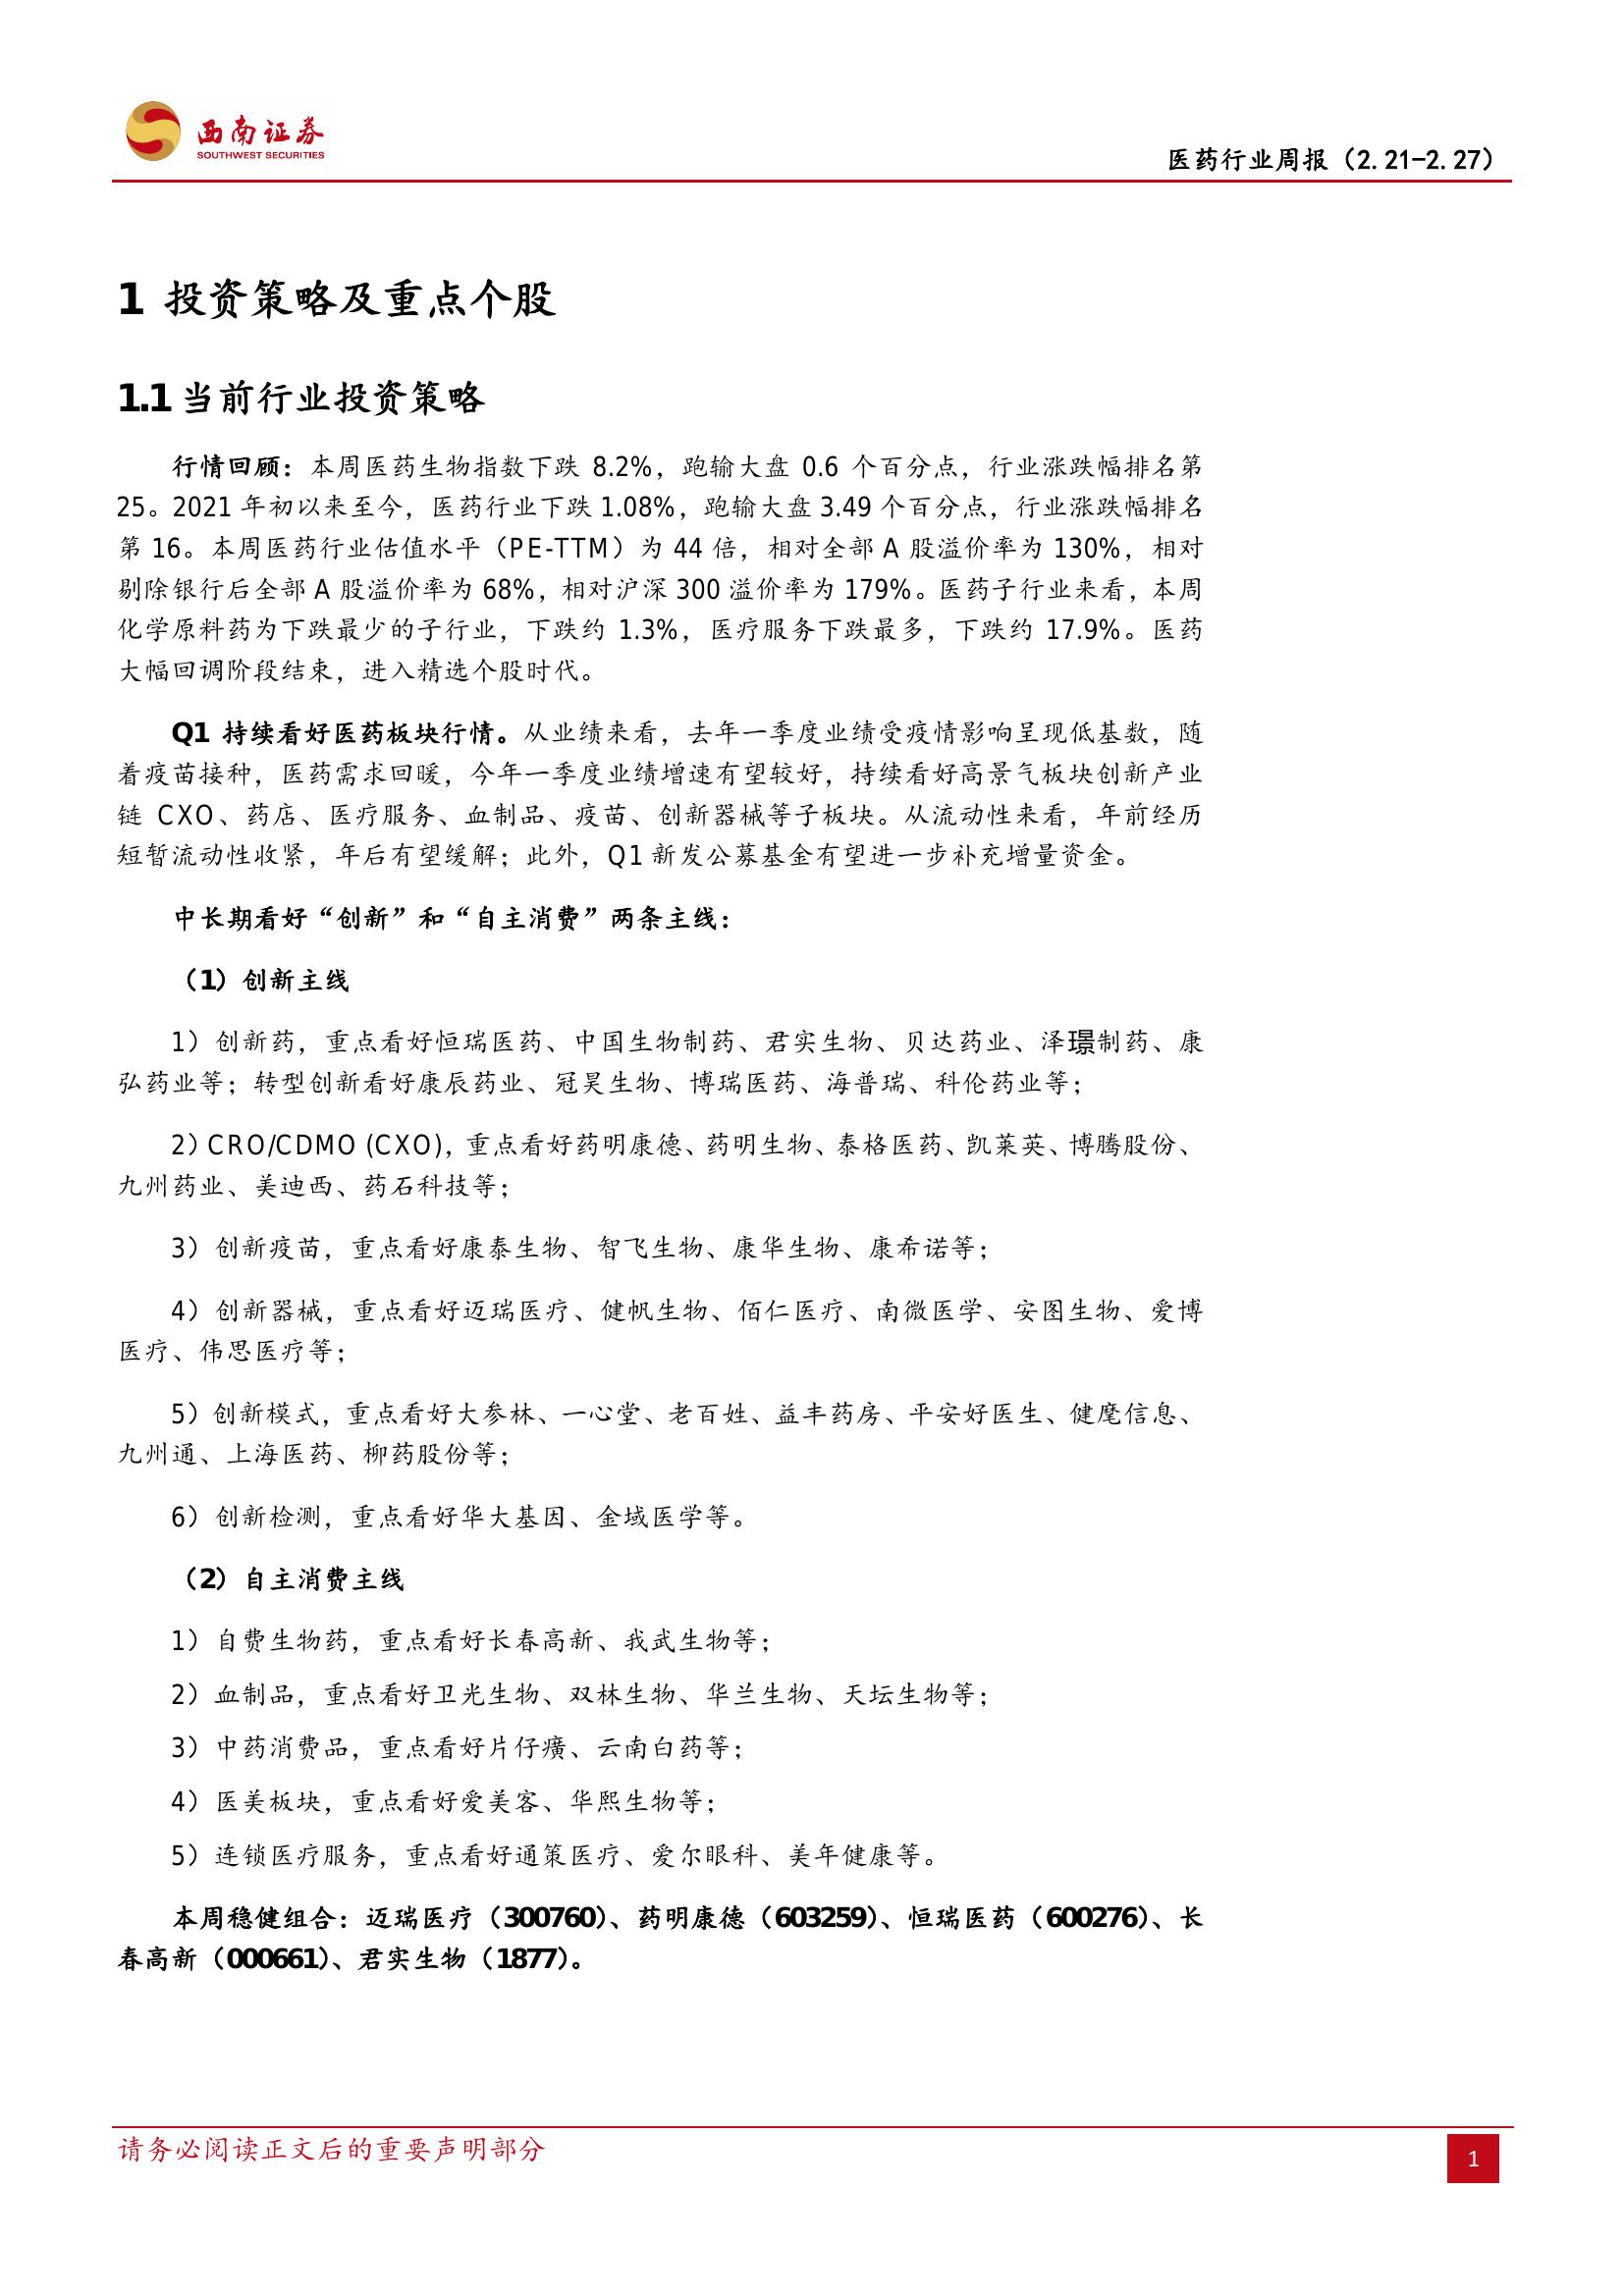 西南证券
SOUTHWEST SECURITIES
医药行业周报（2.21-2.27）
1 投资策略及重点个股
1.1 当前行业投资策略
行情回顾：本周医药生物指数下跌 8.2%，跑输大盘 0.6 个百分点，行业涨跌幅排名第
25。2021 年初以来至今，医药行业下跌 1.08%，跑输大盘 3.49 个百分点，行业涨跌幅排名
第 16。本周医药行业估值水平（PE-TTM）为 44 倍，相对全部 A 股溢价率为 130%，相对
剔除银行后全部 A 股溢价率为 68%，相对沪深 300 溢价率为 179%。医药子行业来看，本周
化学原料药为下跌最少的子行业，下跌约 1.3%，医疗服务下跌最多，下跌约 17.9%。医药
大幅回调阶段结束，进入精选个股时代。
Q1 持续看好医药板块行情。从业绩来看，去年一季度业绩受疫情影响呈现低基数，随
着疫苗接种，医药需求回暖，今年一季度业绩增速有望较好，持续看好高景气板块创新产业
链 CXO、药店、医疗服务、血制品、疫苗、创新器械等子板块。从流动性来看，年前经历
短暂流动性收紧，年后有望缓解；此外，Q1 新发公募基金有望进一步补充增量资金。
中长期看好“创新”和“自主消费”两条主线：
（1）创新主线
1）创新药，重点看好恒瑞医药、中国生物制药、君实生物、贝达药业、泽璟制药、康
弘药业等；转型创新看好康辰药业、冠昊生物、博瑞医药、海普瑞、科伦药业等；
2）CRO/CDMO (CXO)，重点看好药明康德、药明生物、泰格医药、凯莱英、博腾股份、
九州药业、美迪西、药石科技等；
3）创新疫苗，重点看好康泰生物、智飞生物、康华生物、康希诺等；
4）创新器械，重点看好迈瑞医疗、健帆生物、佰仁医疗、南微医学、安图生物、爱博
医疗、伟思医疗等；
5）创新模式，重点看好大参林、一心堂、老百姓、益丰药房、平安好医生、健麾信息、
九州通、上海医药、柳药股份等；
6）创新检测，重点看好华大基因、金域医学等。
（2）自主消费主线
1）自费生物药，重点看好长春高新、我武生物等；
2）血制品，重点看好卫光生物、双林生物、华兰生物、天坛生物等；
3）中药消费品，重点看好片仔癀、云南白药等；
4）医美板块，重点看好爱美客、华熙生物等；
5）连锁医疗服务，重点看好通策医疗、爱尔眼科、美年健康等。
本周稳健组合：迈瑞医疗（300760）、药明康德（603259）、恒瑞医药（600276）、长
春高新（000661）、君实生物（1877）。
请务必阅读正文后的重要声明部分
1